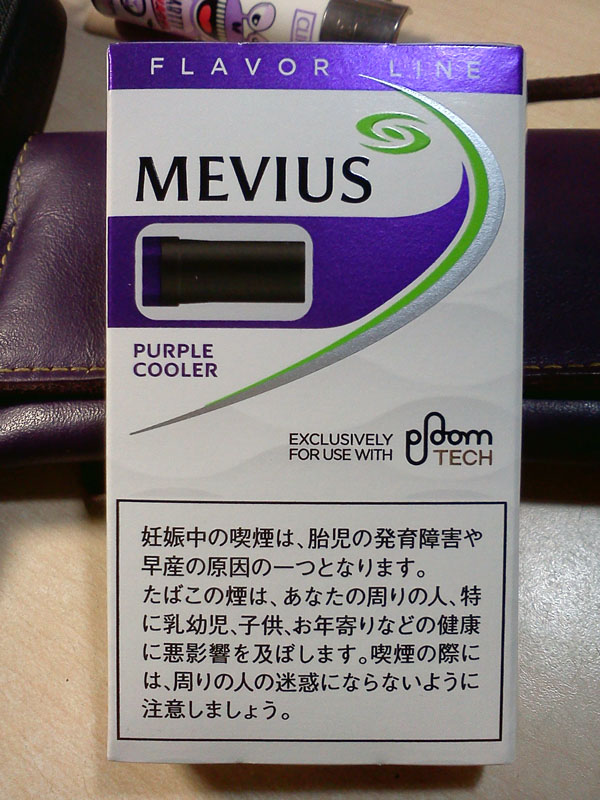 FLAVOR LINE
MEVIUS
PURPLE
COOLER
EXCLUSIVELY
FOR USE WITH
ploom
TECH
妊娠中の喫煙は、胎児の発育障害や
早産の原因の一つとなります。
たばこの煙は、あなたの周りの人、特
に乳幼児、子供、お年寄りなどの健康
に悪影響を及ぼします。喫煙の際に
は、周りの人の迷惑にならないように
注意しましょう。